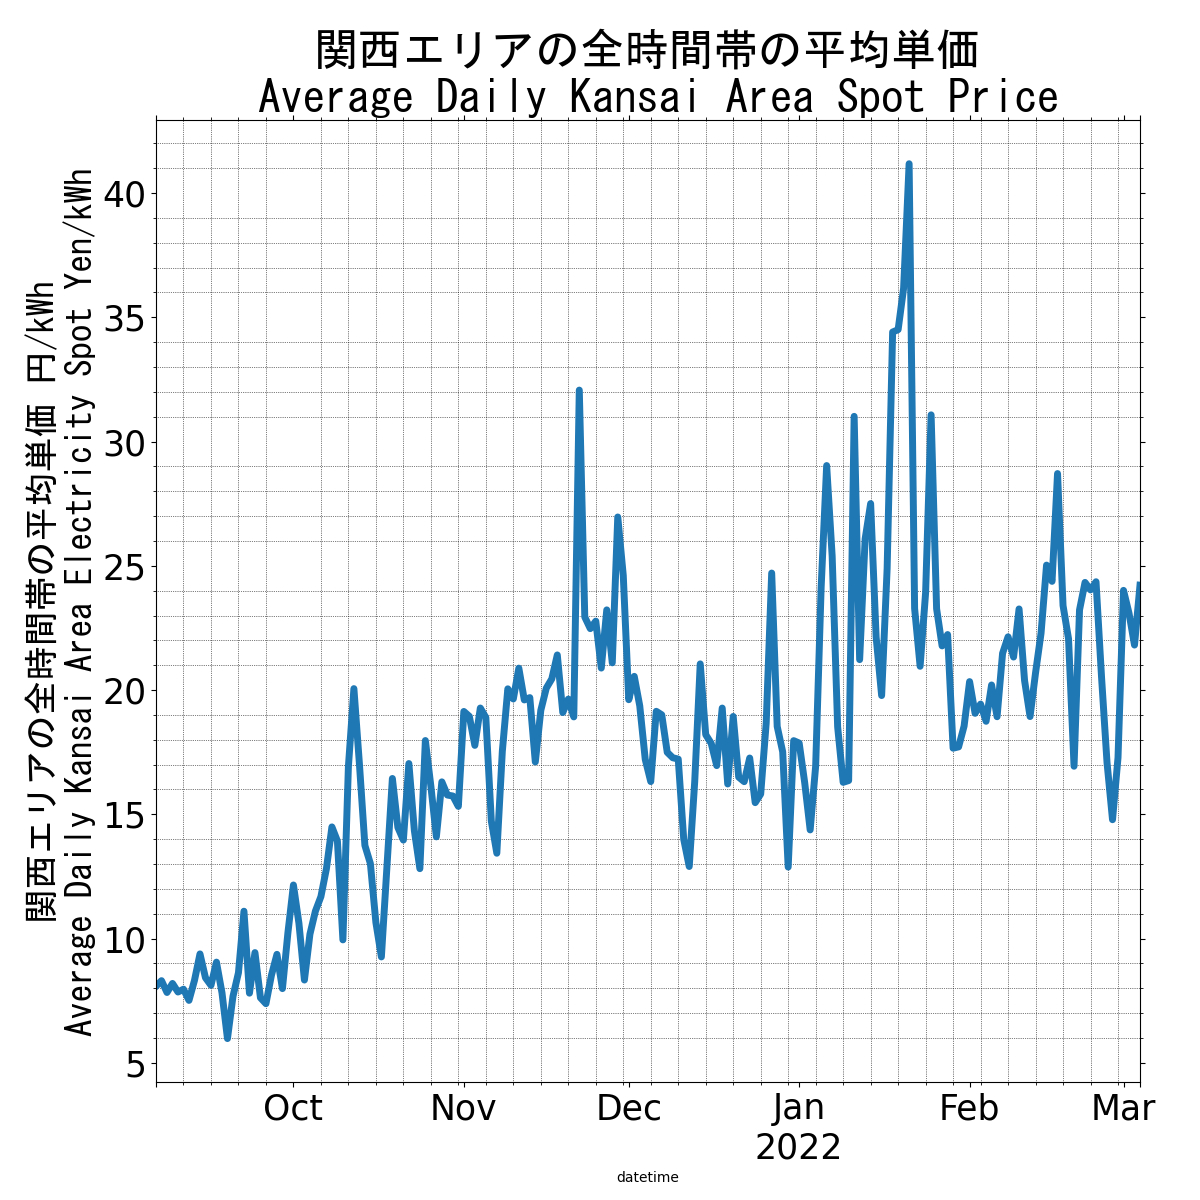 関西エリアの全時間帯の平均単価
Average Daily Kansai Area Spot Price
関西エリアの全時間帯の平均単価 円/kWh
Average Daily Kansai Area Electricity Spot Yen/kWh
40
35
30
25
20
15
10
5
Oct
Nov
Dec
Jan
2022
Feb
Mar
datetime